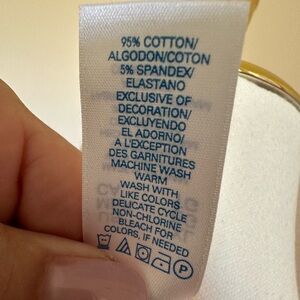 95% COTTON/
ALGODON/COTON
5% SPANDEX/
ELASTANO
EXCLUSIVE OF
DECORATION/
EXCLUYENDO
EL ADORNO/
A L'EXCEPTION
DES GARNITURES
MACHINE WASH
WARM
WASH WITH
LIKE COLORS
DELICATE CYCLE
NON-CHLORINE
BLEACH FOR
COLORS, IF NEEDED
P